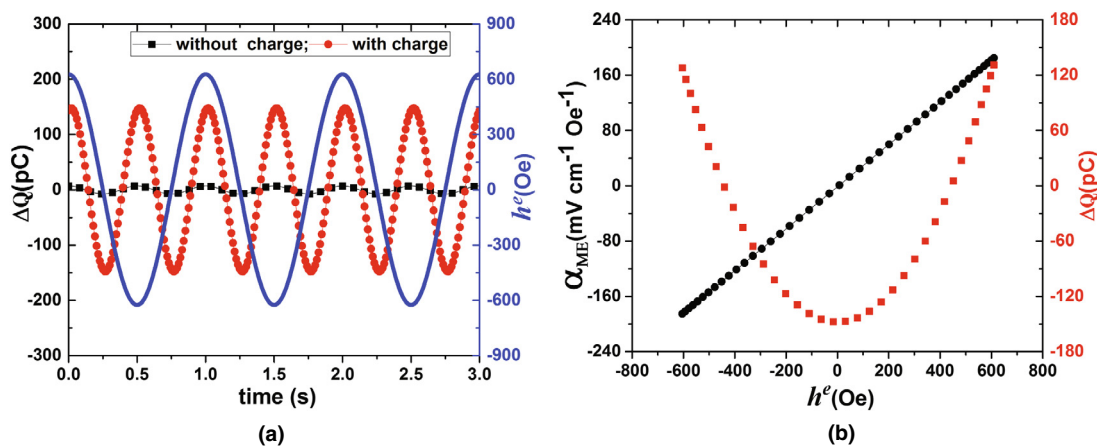 without charge; with charge
300
200
100
0
-100
-200
-300
ΔQ(pC)
900
600
300
0
-300
-600
-900
hᵉ(Oe)
0.0 0.5 1.0 1.5 2.0 2.5 3.0
time (s)
(a)
240
160
80
0
-80
-160
-240
αME(mV cm⁻¹ Oe⁻¹)
180
120
60
0
-60
-120
-180
ΔQ(pC)
-800 -600 -400 -200 0 200 400 600 800
hᵉ(Oe)
(b)